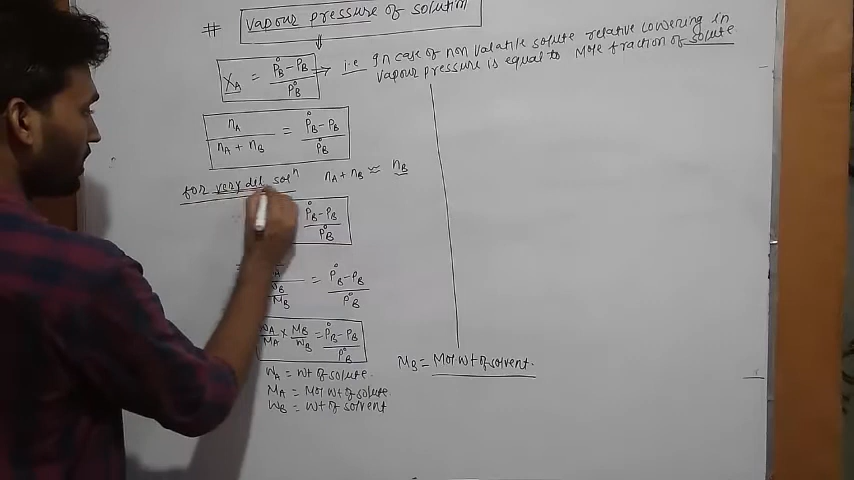 # vapour pressure of solution
X_A = P°_B - P_B / P°_B ⇒ i.e In case of non valatile solute relative lowering in
vapour pressure is equal to Mole fraction of solute.
n_A / n_A + n_B = P°_B - P_B / P°_B
for very dil. solⁿ n_A + n_B ≈ n_B
P°_B - P_B / P°_B
= P°_B - P_B / P°_B
W_B / M_B
W_A / M_A × M_B / W_B = P°_B - P_B / P°_B
M_B = Mol wt of solvent.
W_A = wt of solute.
M_A = Mol wt of solute.
W_B = wt of solvent